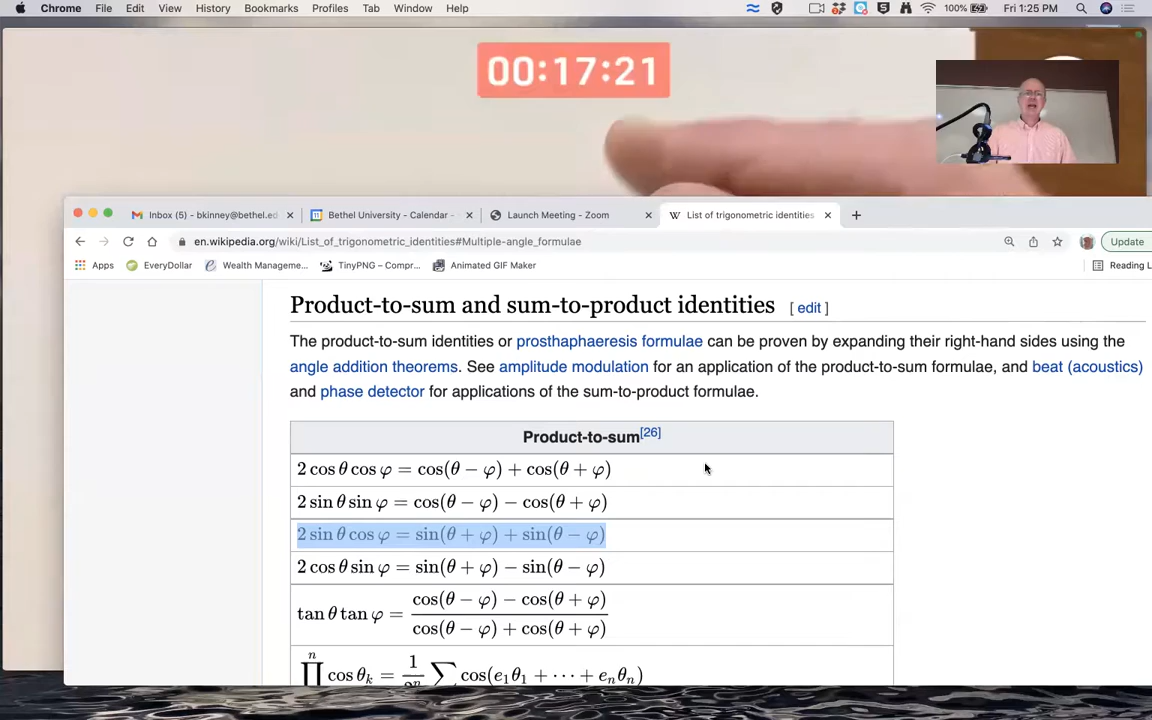 Chrome File Edit View History Bookmarks Profiles Tab Window Help 100% Fri 1:25 PM
00:17:21
Inbox (5) - bkinney@bethel.ed Bethel University - Calendar - Launch Meeting - Zoom List of trigonometric identities
en.wikipedia.org/wiki/List_of_trigonometric_identities#Multiple-angle_formulae Update
Apps EveryDollar Wealth Manageme... TinyPNG – Compr... Animated GIF Maker Reading L
Product-to-sum and sum-to-product identities [ edit ]
The product-to-sum identities or prosthaphaeresis formulae can be proven by expanding their right-hand sides using the
angle addition theorems. See amplitude modulation for an application of the product-to-sum formulae, and beat (acoustics)
and phase detector for applications of the sum-to-product formulae.
Product-to-sum[26]
2 cos θ cos φ = cos(θ − φ) + cos(θ + φ)
2 sin θ sin φ = cos(θ − φ) − cos(θ + φ)
2 sin θ cos φ = sin(θ + φ) + sin(θ − φ)
2 cos θ sin φ = sin(θ + φ) − sin(θ − φ)
tan θ tan φ = cos(θ − φ) − cos(θ + φ) / cos(θ − φ) + cos(θ + φ)
n
∏ cos θk = 1 / 2n ∑ cos(e1θ1 + ··· + enθn)